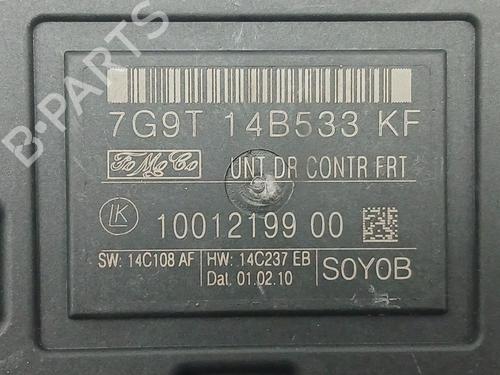 7G9T 14B533 KF
FoMoCo UNT DR CONTR FRT
LK 10012199 00
SW: 14C108 AF HW: 14C237 EB
Dat. 01.02.10
S0Y0B
B-PARTS